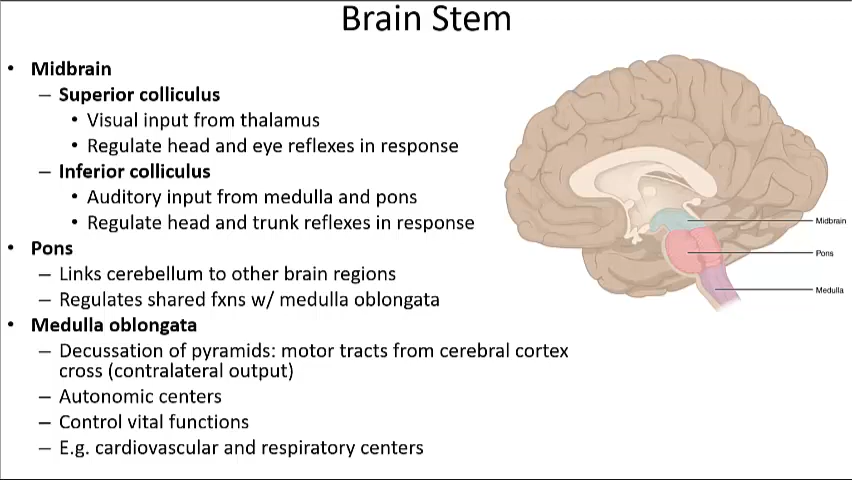 Brain Stem
• Midbrain
– Superior colliculus
• Visual input from thalamus
• Regulate head and eye reflexes in response
– Inferior colliculus
• Auditory input from medulla and pons
• Regulate head and trunk reflexes in response
• Pons
– Links cerebellum to other brain regions
– Regulates shared fxns w/ medulla oblongata
• Medulla oblongata
– Decussation of pyramids: motor tracts from cerebral cortex
cross (contralateral output)
– Autonomic centers
– Control vital functions
– E.g. cardiovascular and respiratory centers
Midbrain
Pons
Medulla